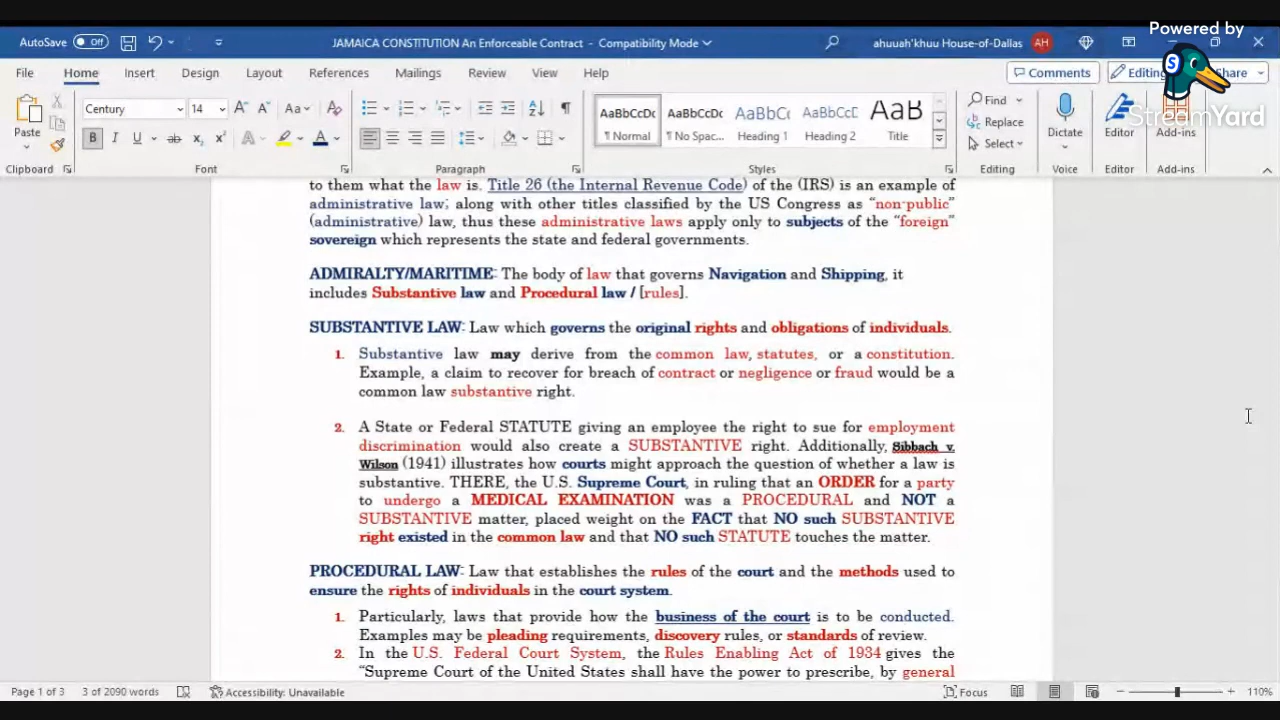 Powered by
StreamYard
AutoSave Off
JAMAICA CONSTITUTION An Enforceable Contract - Compatibility Mode
ahuuah'khuu House-of-Dallas AH
File Home Insert Design Layout References Mailings Review View Help
Comments Editing Share
Paste
Century 14 A A Aa A
B I U ab x₂ x² A A
AaBbCcDc AaBbCcDc AaBbC AaBbCcD AaB
¶ Normal ¶ No Spac... Heading 1 Heading 2 Title
Find
Replace
Select
Dictate Editor Add-ins
Clipboard Font Paragraph Styles Editing Voice Editor Add-ins
to them what the law is. Title 26 (the Internal Revenue Code) of the (IRS) is an example of
administrative law; along with other titles classified by the US Congress as “non-public”
(administrative) law, thus these administrative laws apply only to subjects of the “foreign”
sovereign which represents the state and federal governments.
ADMIRALTY/MARITIME: The body of law that governs Navigation and Shipping, it
includes Substantive law and Procedural law / [rules].
SUBSTANTIVE LAW: Law which governs the original rights and obligations of individuals.
1. Substantive law may derive from the common law, statutes, or a constitution.
Example, a claim to recover for breach of contract or negligence or fraud would be a
common law substantive right.
2. A State or Federal STATUTE giving an employee the right to sue for employment
discrimination would also create a SUBSTANTIVE right. Additionally, Sibbach v.
Wilson (1941) illustrates how courts might approach the question of whether a law is
substantive. THERE, the U.S. Supreme Court, in ruling that an ORDER for a party
to undergo a MEDICAL EXAMINATION was a PROCEDURAL and NOT a
SUBSTANTIVE matter, placed weight on the FACT that NO such SUBSTANTIVE
right existed in the common law and that NO such STATUTE touches the matter.
PROCEDURAL LAW: Law that establishes the rules of the court and the methods used to
ensure the rights of individuals in the court system.
1. Particularly, laws that provide how the business of the court is to be conducted.
Examples may be pleading requirements, discovery rules, or standards of review.
2. In the U.S. Federal Court System, the Rules Enabling Act of 1934 gives the
“Supreme Court of the United States shall have the power to prescribe, by general
Page 1 of 3 3 of 2090 words Accessibility: Unavailable Focus 110%